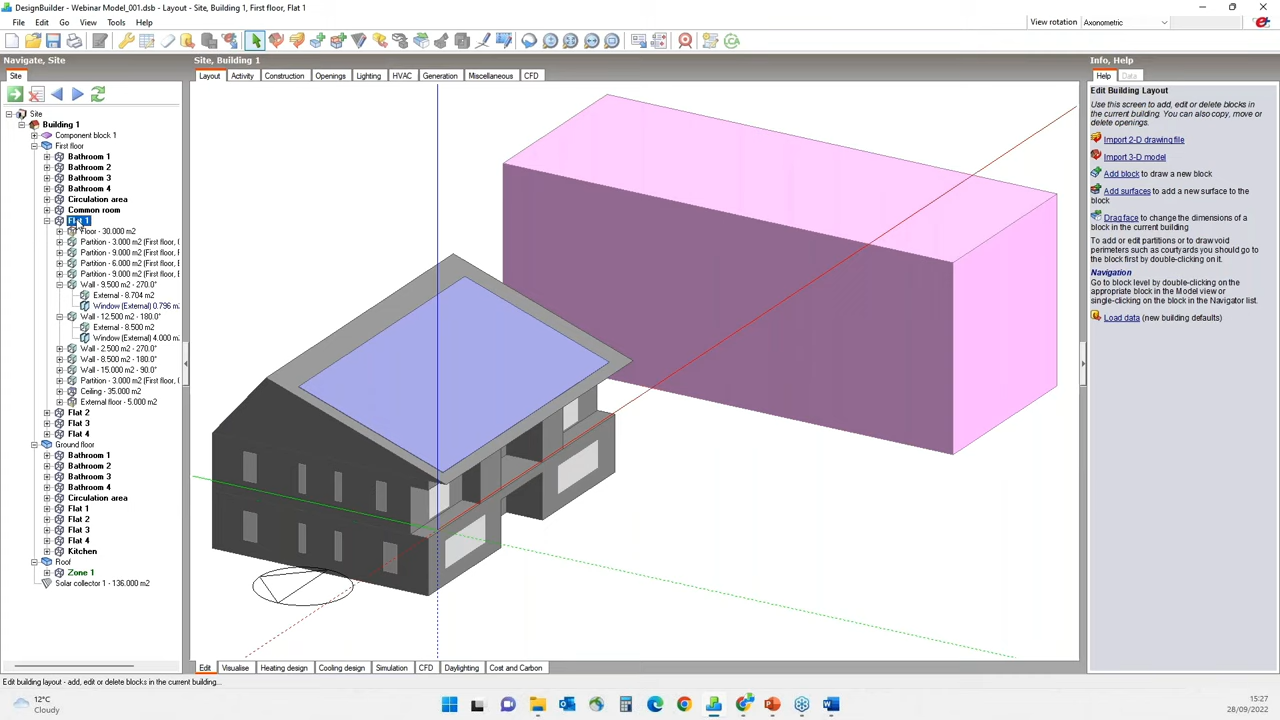 DesignBuilder - Webinar Model_001.dsb - Layout - Site, Building 1, First floor, Flat 1
File Edit Go View Tools Help
View rotation Axonometric
Navigate, Site
Site
Site
Building 1
Component block 1
First floor
Bathroom 1
Bathroom 2
Bathroom 3
Bathroom 4
Circulation area
Common room
Flat 1
Floor - 30.000 m2
Partition - 3.000 m2 (First floor, (
Partition - 9.000 m2 (First floor, F
Partition - 6.000 m2 (First floor, E
Partition - 9.000 m2 (First floor, E
Wall - 9.500 m2 - 270.0°
External - 8.704 m2
Window (External) 0.796 m
Wall - 12.500 m2 - 180.0°
External - 8.500 m2
Window (External) 4.000 m
Wall - 2.500 m2 - 270.0°
Wall - 8.500 m2 - 180.0°
Wall - 15.000 m2 - 90.0°
Partition - 3.000 m2 (First floor, (
Ceiling - 35.000 m2
External floor - 5.000 m2
Flat 2
Flat 3
Flat 4
Ground floor
Bathroom 1
Bathroom 2
Bathroom 3
Bathroom 4
Circulation area
Flat 1
Flat 2
Flat 3
Flat 4
Kitchen
Roof
Zone 1
Solar collector 1 - 136.000 m2
Site, Building 1
Layout Activity Construction Openings Lighting HVAC Generation Miscellaneous CFD
Edit Visualise Heating design Cooling design Simulation CFD Daylighting Cost and Carbon
Info, Help
Help Data
Edit Building Layout
Use this screen to add, edit or delete blocks in
the current building. You can also copy, move or
delete openings.
Import 2-D drawing file
Import 3-D model
Add block to draw a new block
Add surfaces to add a new surface to the
block
Drag face to change the dimensions of a
block in the current building
To add or edit partitions or to draw void
perimeters such as courtyards you should go
to the block first by double-clicking on it.
Navigation
Go to block level by double-clicking on the
appropriate block in the Model view or
single-clicking on the block in the Navigator list.
Load data (new building defaults)
Edit building layout - add, edit or delete blocks in the current building...
12°C
Cloudy
15:27
28/09/2022